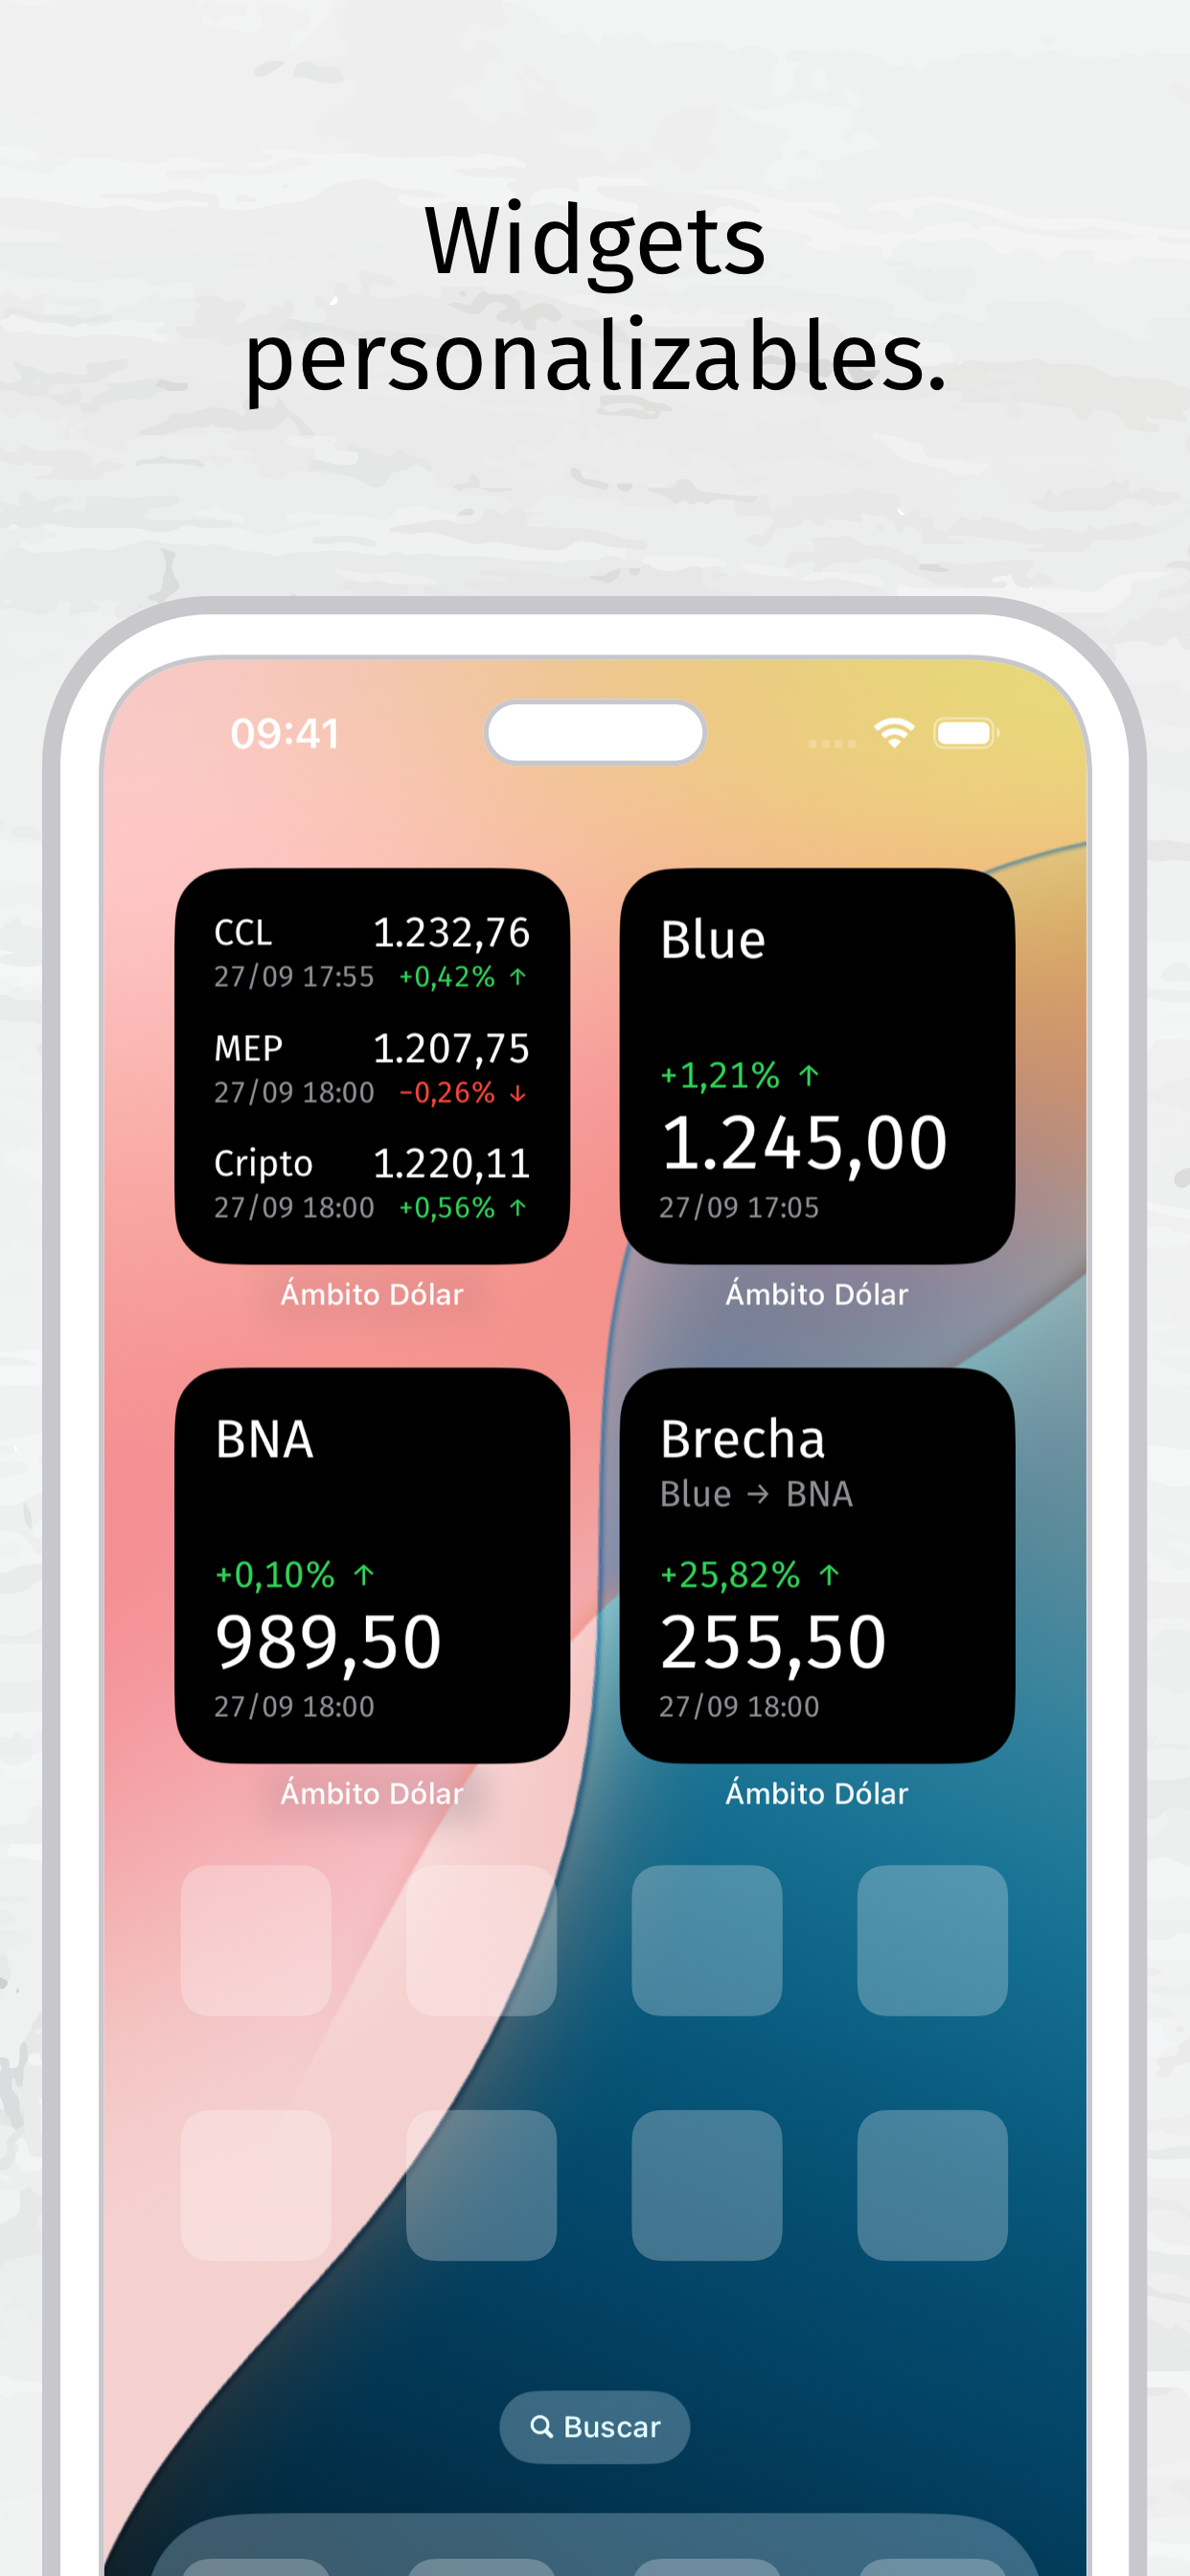 Widgets
personalizables.
09:41
CCL 1.232,76
27/09 17:55 +0,42% ↑
MEP 1.207,75
27/09 18:00 -0,26% ↓
Cripto 1.220,11
27/09 18:00 +0,56% ↑
Ámbito Dólar
Blue
+1,21% ↑
1.245,00
27/09 17:05
Ámbito Dólar
BNA
+0,10% ↑
989,50
27/09 18:00
Ámbito Dólar
Brecha
Blue → BNA
+25,82% ↑
255,50
27/09 18:00
Ámbito Dólar
Buscar